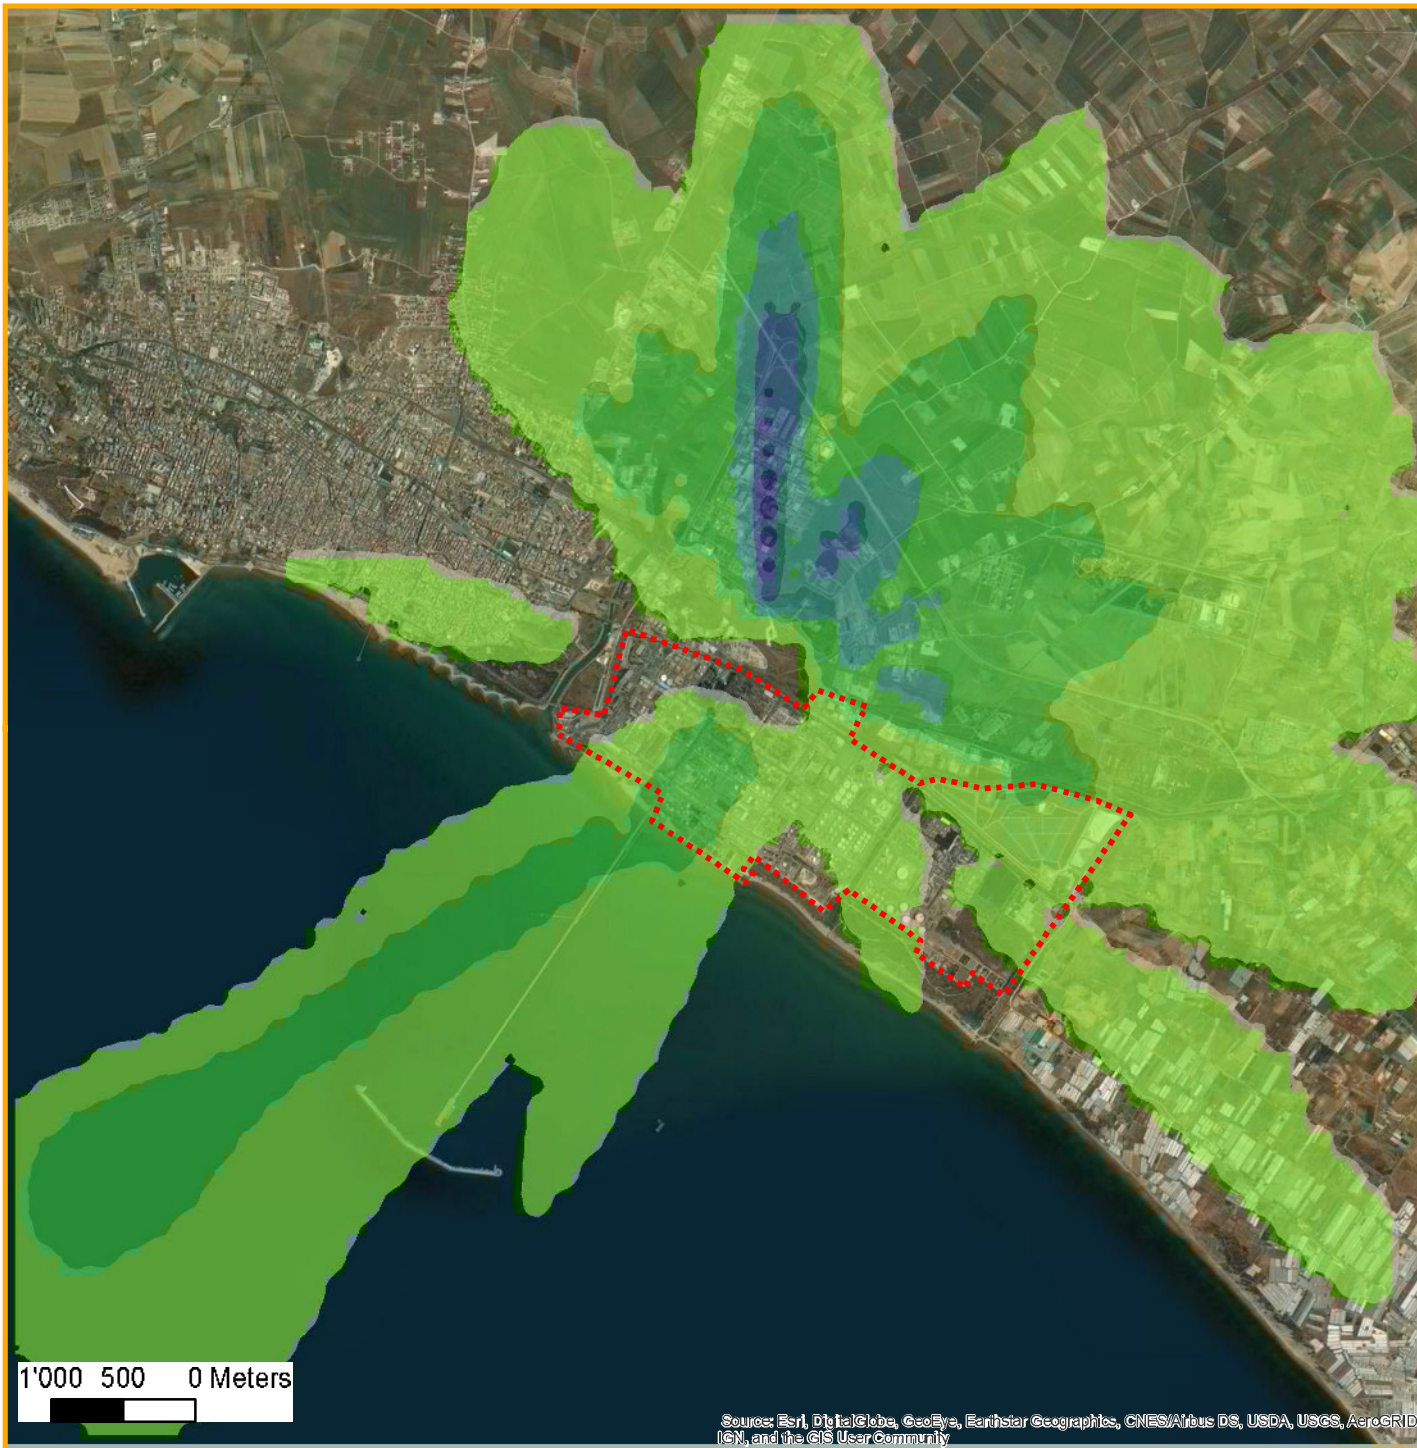 1'000 500 0 Meters
Source: Esri, DigitalGlobe, GeoEye, Earthstar Geographics, CNES/Airbus DS, USDA, USGS, AeroGRID
IGN, and the GIS User Community